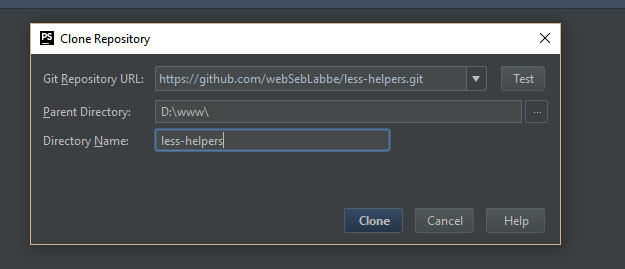 PS Clone Repository
Git Repository URL: https://github.com/webSebLabbe/less-helpers.git Test
Parent Directory: D:\www\ ...
Directory Name: less-helpers
Clone Cancel Help